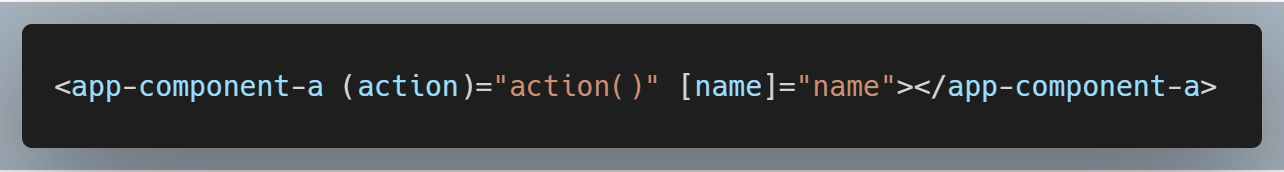 <app-component-a (action)="action()" [name]="name"></app-component-a>